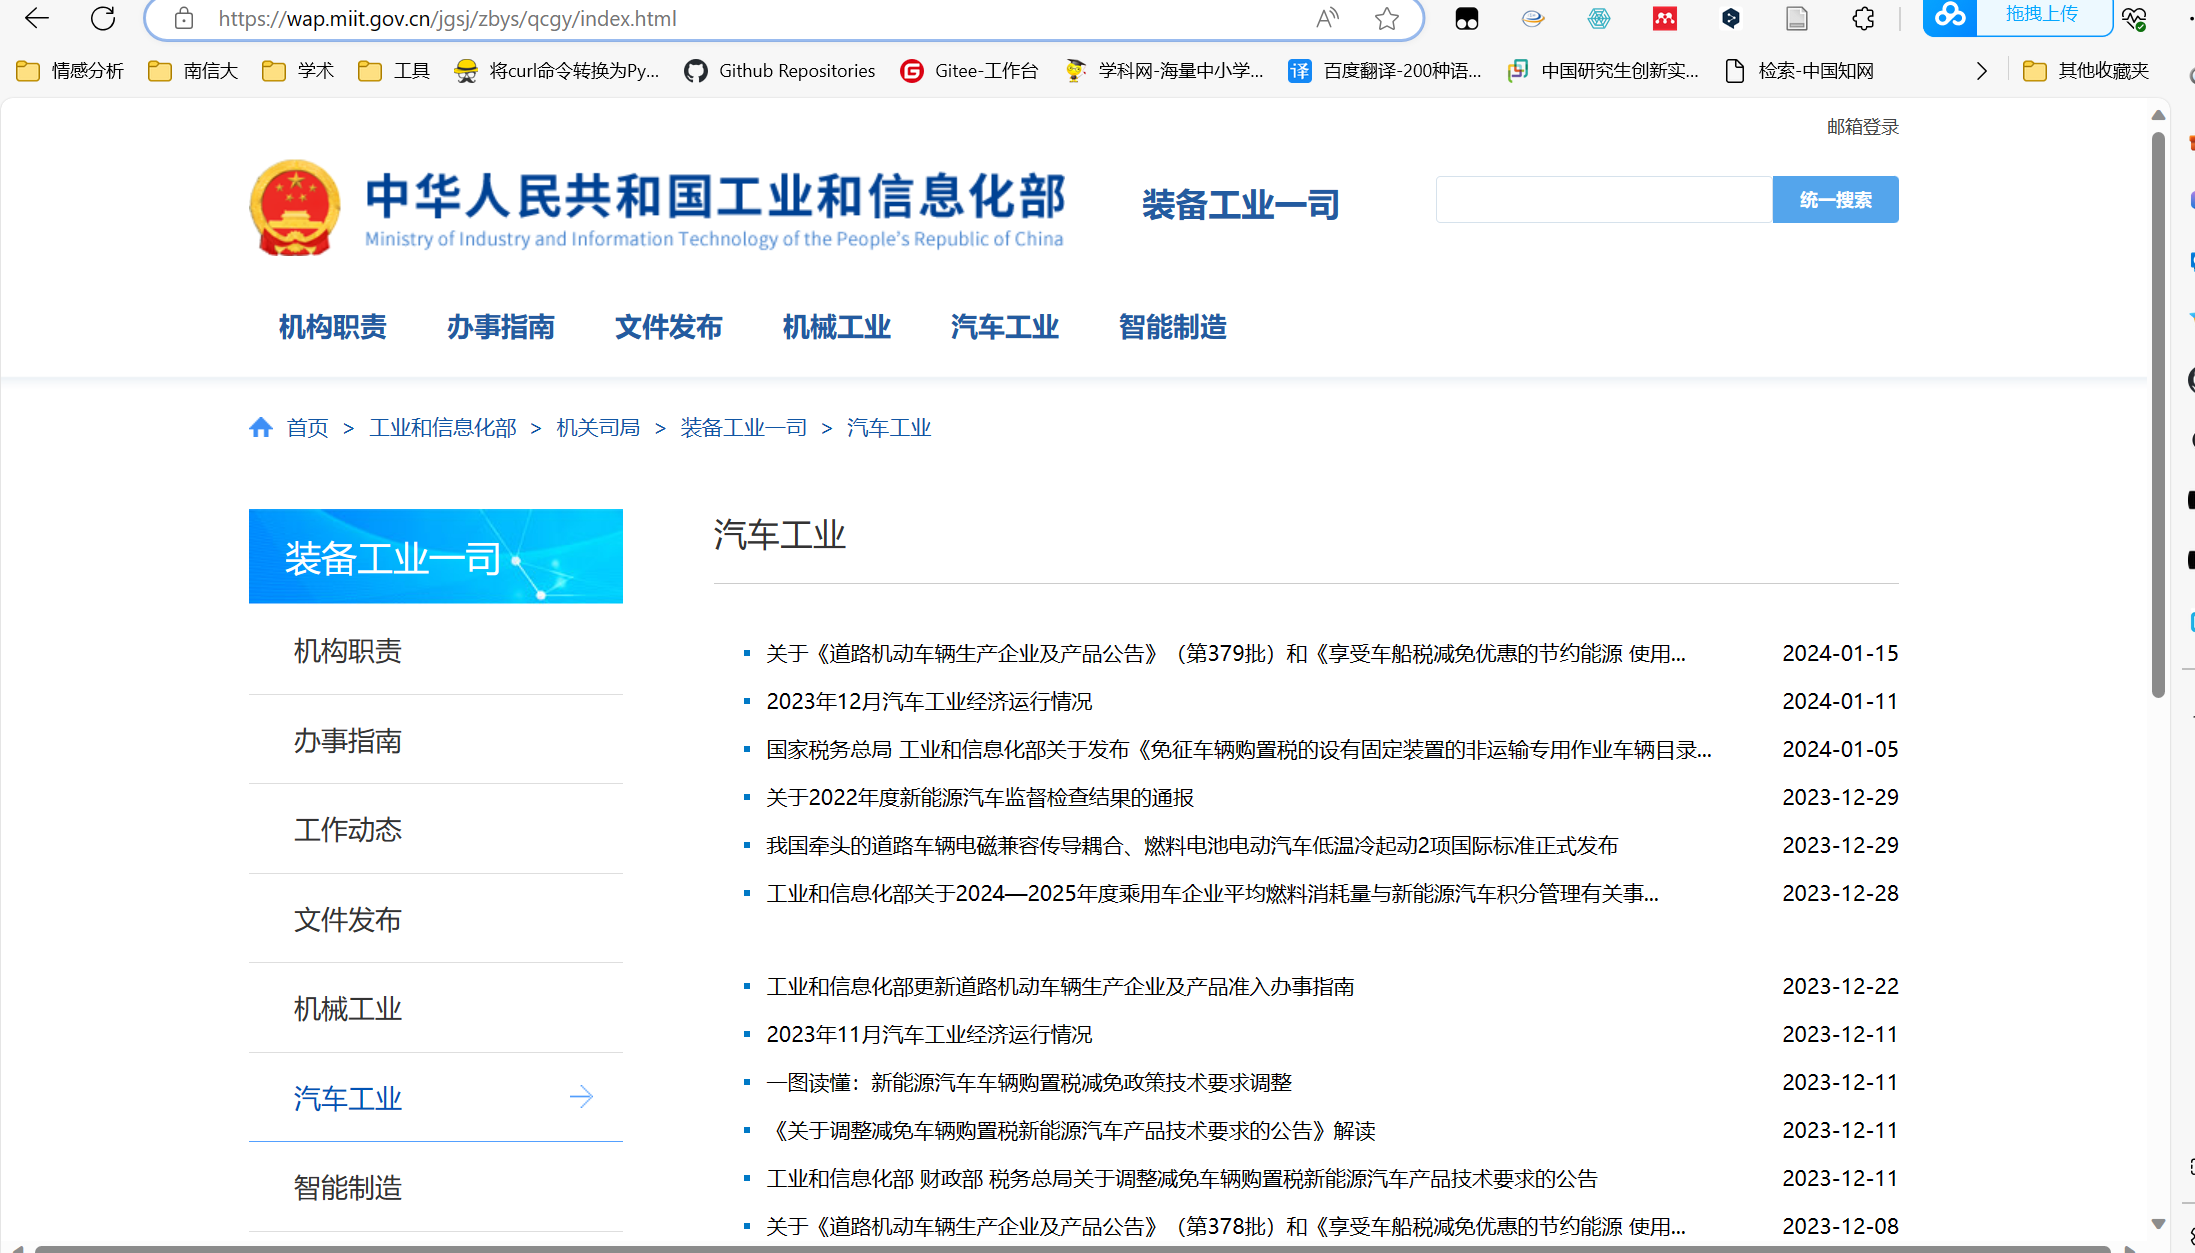 https://wap.miit.gov.cn/jgsj/zbys/qcgy/index.html
拖拽上传
情感分析
南信大
学术
工具
将curl命令转换为Py...
Github Repositories
Gitee-工作台
学科网-海量中小学...
百度翻译-200种语...
中国研究生创新实...
检索-中国知网
其他收藏夹
邮箱登录
中华人民共和国工业和信息化部
Ministry of Industry and Information Technology of the People's Republic of China
装备工业一司
统一搜索
机构职责 办事指南 文件发布 机械工业 汽车工业 智能制造
首页 > 工业和信息化部 > 机关司局 > 装备工业一司 > 汽车工业
装备工业一司
机构职责
办事指南
工作动态
文件发布
机械工业
汽车工业
智能制造
汽车工业
关于《道路机动车辆生产企业及产品公告》（第379批）和《享受车船税减免优惠的节约能源 使用... 2024-01-15
2023年12月汽车工业经济运行情况 2024-01-11
国家税务总局 工业和信息化部关于发布《免征车辆购置税的设有固定装置的非运输专用作业车辆目录... 2024-01-05
关于2022年度新能源汽车监督检查结果的通报 2023-12-29
我国牵头的道路车辆电磁兼容传导耦合、燃料电池电动汽车低温冷起动2项国际标准正式发布 2023-12-29
工业和信息化部关于2024—2025年度乘用车企业平均燃料消耗量与新能源汽车积分管理有关事... 2023-12-28
工业和信息化部更新道路机动车辆生产企业及产品准入办事指南 2023-12-22
2023年11月汽车工业经济运行情况 2023-12-11
一图读懂：新能源汽车车辆购置税减免政策技术要求调整 2023-12-11
《关于调整减免车辆购置税新能源汽车产品技术要求的公告》解读 2023-12-11
工业和信息化部 财政部 税务总局关于调整减免车辆购置税新能源汽车产品技术要求的公告 2023-12-11
关于《道路机动车辆生产企业及产品公告》（第378批）和《享受车船税减免优惠的节约能源 使用... 2023-12-08